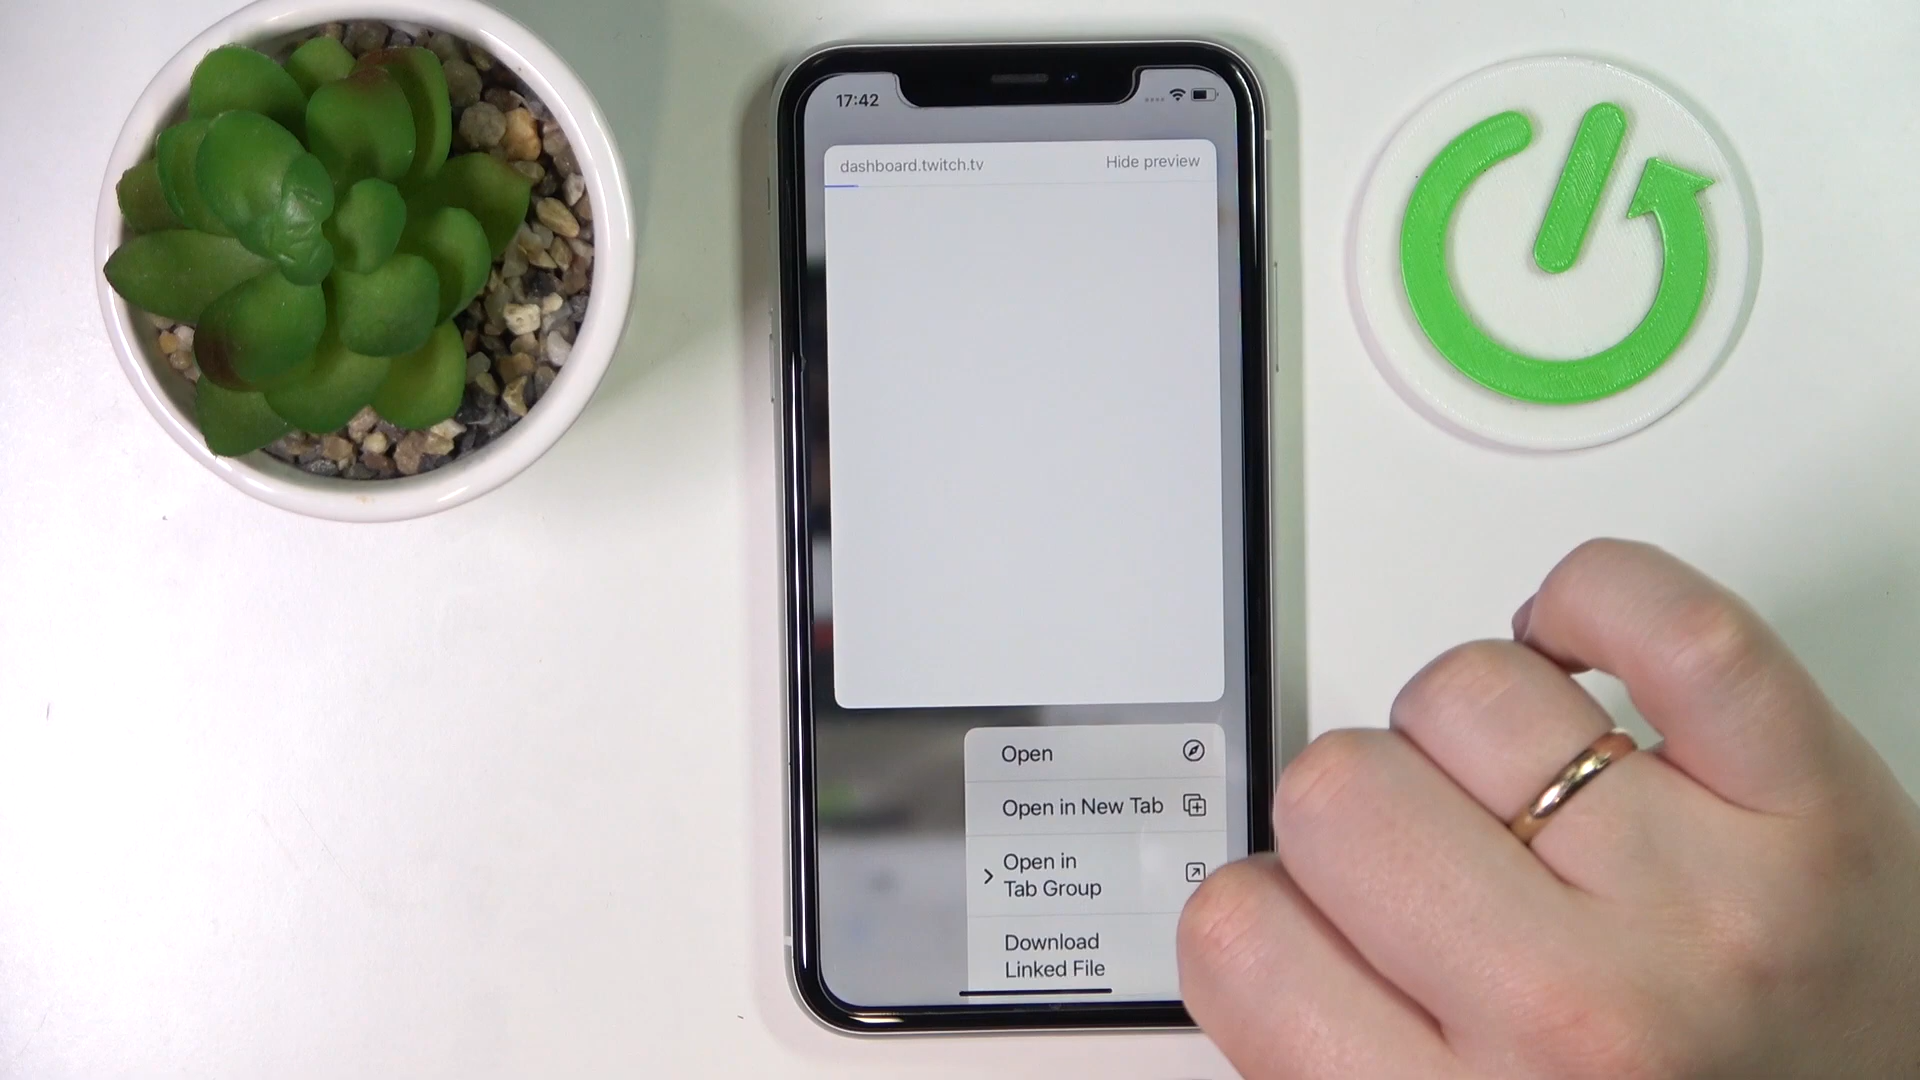 17:42
dashboard.twitch.tv
Hide preview
Open
Open in New Tab
Open in
Tab Group
Download
Linked File